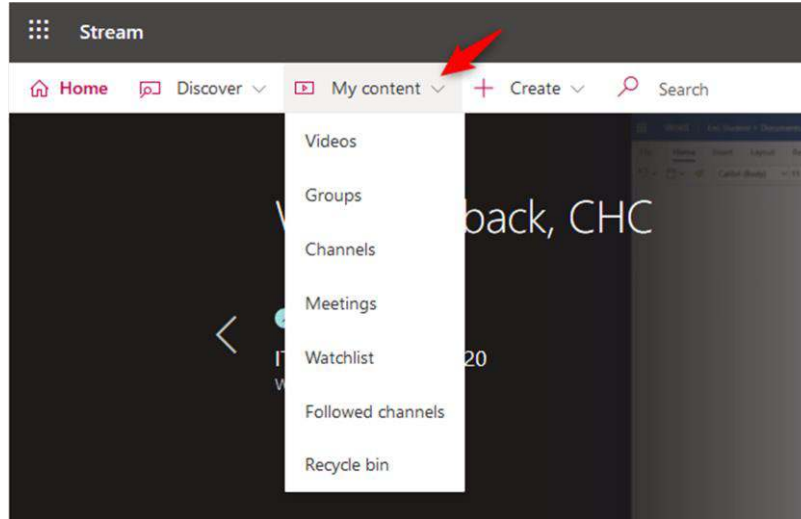 Stream
Home Discover My content Create Search
Videos
Groups
back, CHC
Channels
Meetings
Watchlist 20
Followed channels
Recycle bin